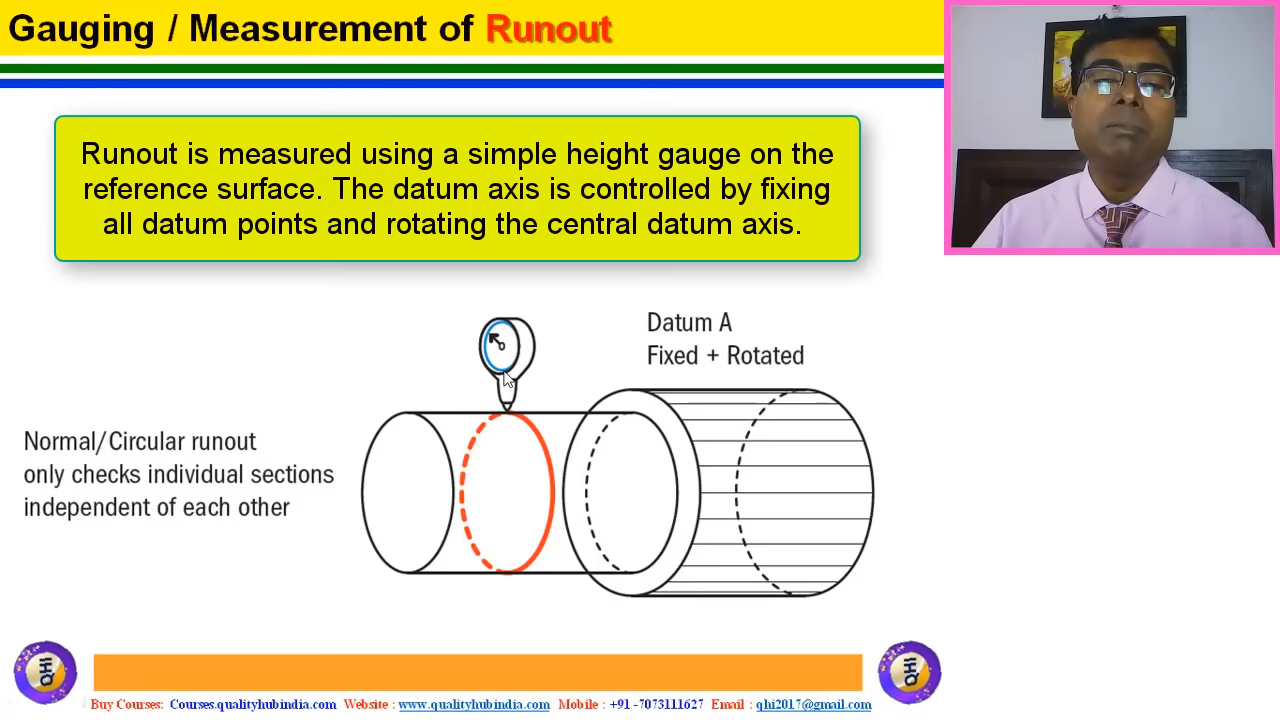 Gauging / Measurement of Runout
Runout is measured using a simple height gauge on the
reference surface. The datum axis is controlled by fixing
all datum points and rotating the central datum axis.
Datum A
Fixed + Rotated
Normal/Circular runout
only checks individual sections
independent of each other
QHI
QHI
Buy Courses: Courses.qualityhubindia.com Website : www.qualityhubindia.com Mobile : +91 -7073111627 Email : qhi2017@gmail.com